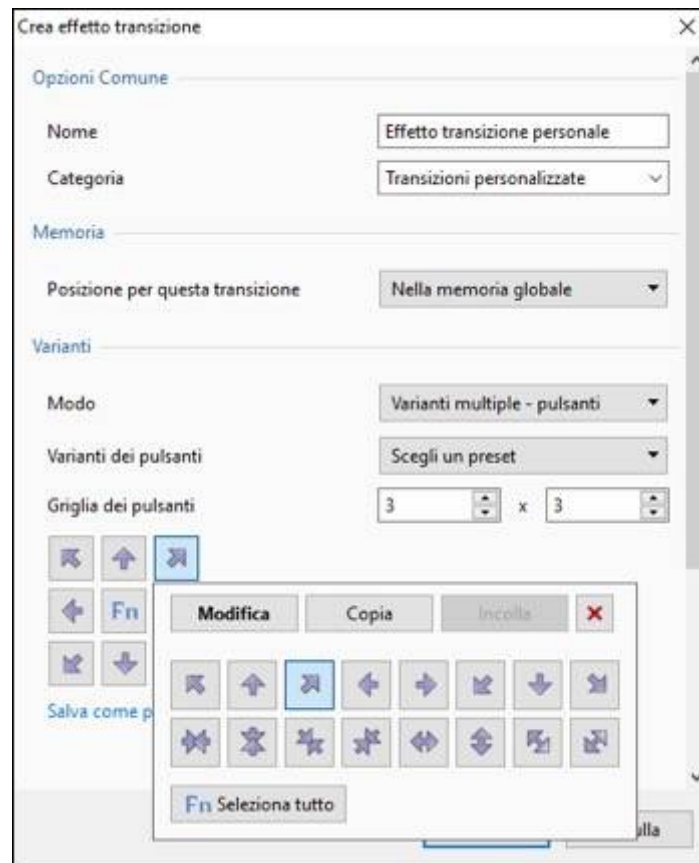 Crea effetto transizione
Opzioni Comune
Nome
Effetto transizione personale
Categoria
Transizioni personalizzate
Memoria
Posizione per questa transizione
Nella memoria globale
Varianti
Modo
Varianti multiple - pulsanti
Varianti dei pulsanti
Scegli un preset
Griglia dei pulsanti
3 x 3
Fn
Modifica Copia Incolla
Salva come p
Fn Seleziona tutto
ulla